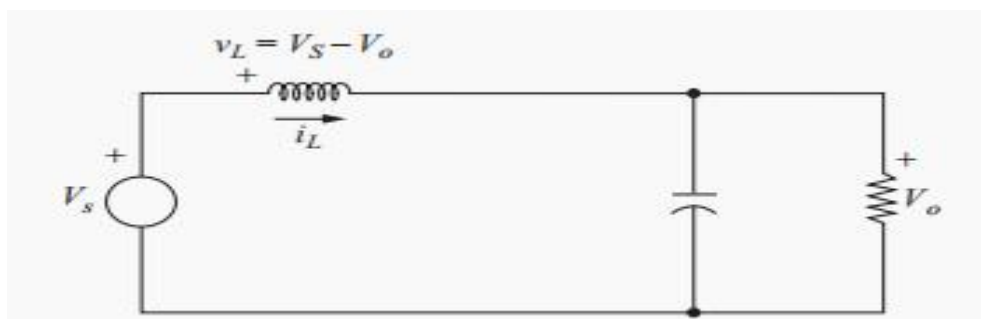 v_L = V_S − V_o
+
i_L
+
V_s
+
V_o